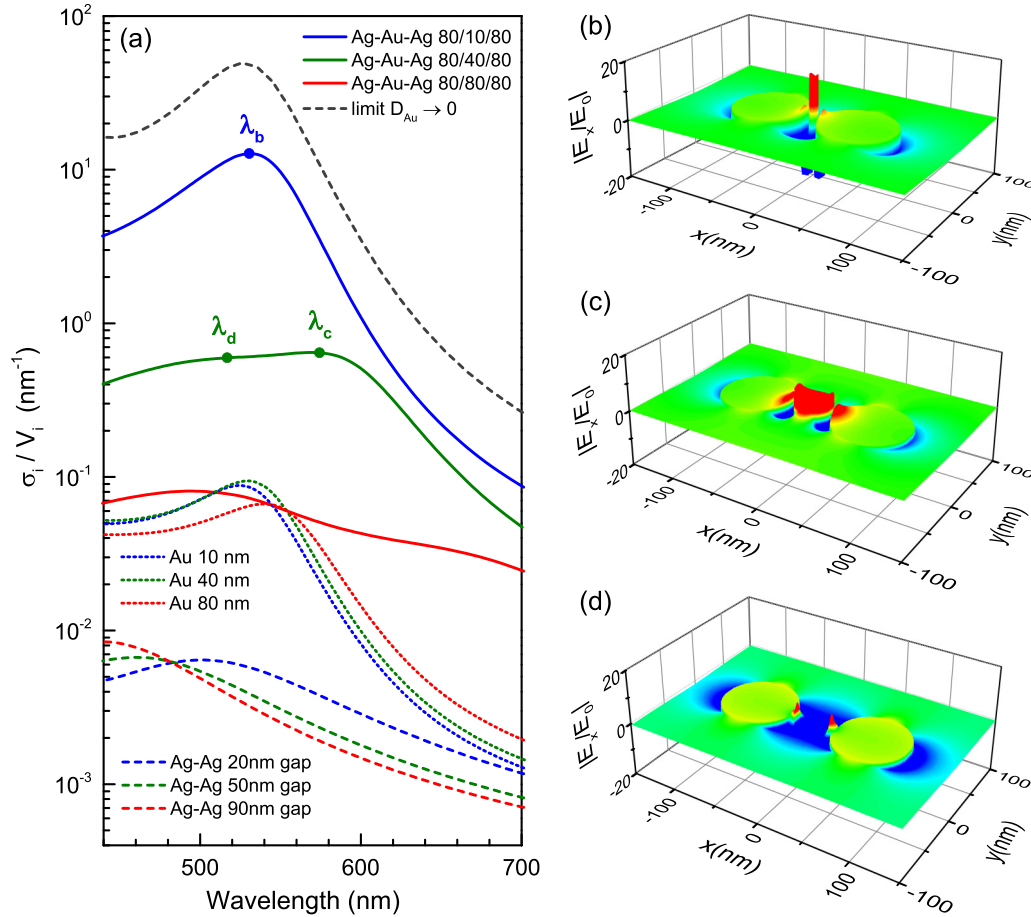 (a)
Ag-Au-Ag 80/10/80
Ag-Au-Ag 80/40/80
Ag-Au-Ag 80/80/80
limit D_Au → 0
λ_b
λ_d
λ_c
Au 10 nm
Au 40 nm
Au 80 nm
Ag-Ag 20nm gap
Ag-Ag 50nm gap
Ag-Ag 90nm gap
10^2
10^1
10^0
10^-1
10^-2
10^-3
σ_i / V_i (nm^-1)
500
600
700
Wavelength (nm)
(b)
20
0
-20
|E_x/E_0|
-100
0
100
x(nm)
100
0
-100
y(nm)
(c)
20
0
-20
|E_x/E_0|
-100
0
100
x(nm)
100
0
-100
y(nm)
(d)
20
0
-20
|E_x/E_0|
-100
0
100
x(nm)
100
0
-100
y(nm)